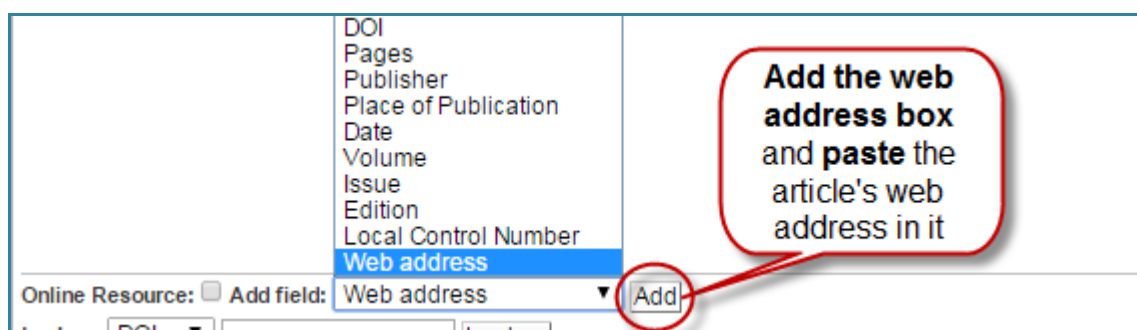 DOI
Pages
Publisher
Place of Publication
Date
Volume
Issue
Edition
Local Control Number
Web address
Online Resource: Add field: Web address Add
DOI
Add the web
address box
and paste the
article's web
address in it